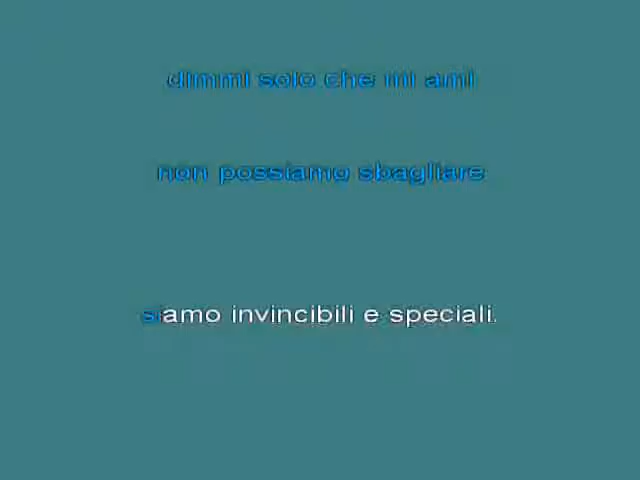 dimmi solo che mi ami
non possiamo sbagliare
siamo invincibili e speciali.